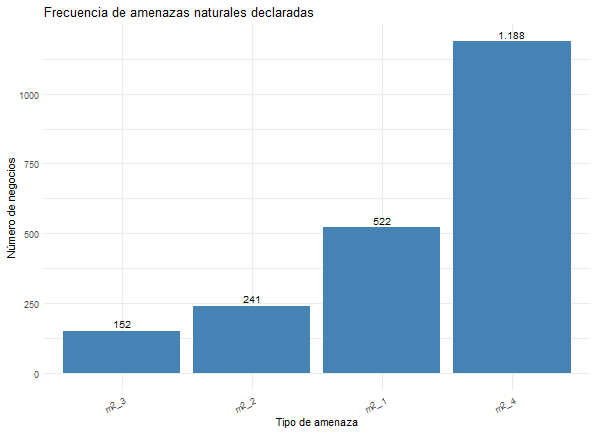 Frecuencia de amenazas naturales declaradas
Número de negocios
1000
750
500
250
0
152
241
522
1.188
m2_3
m2_2
m2_1
m2_4
Tipo de amenaza